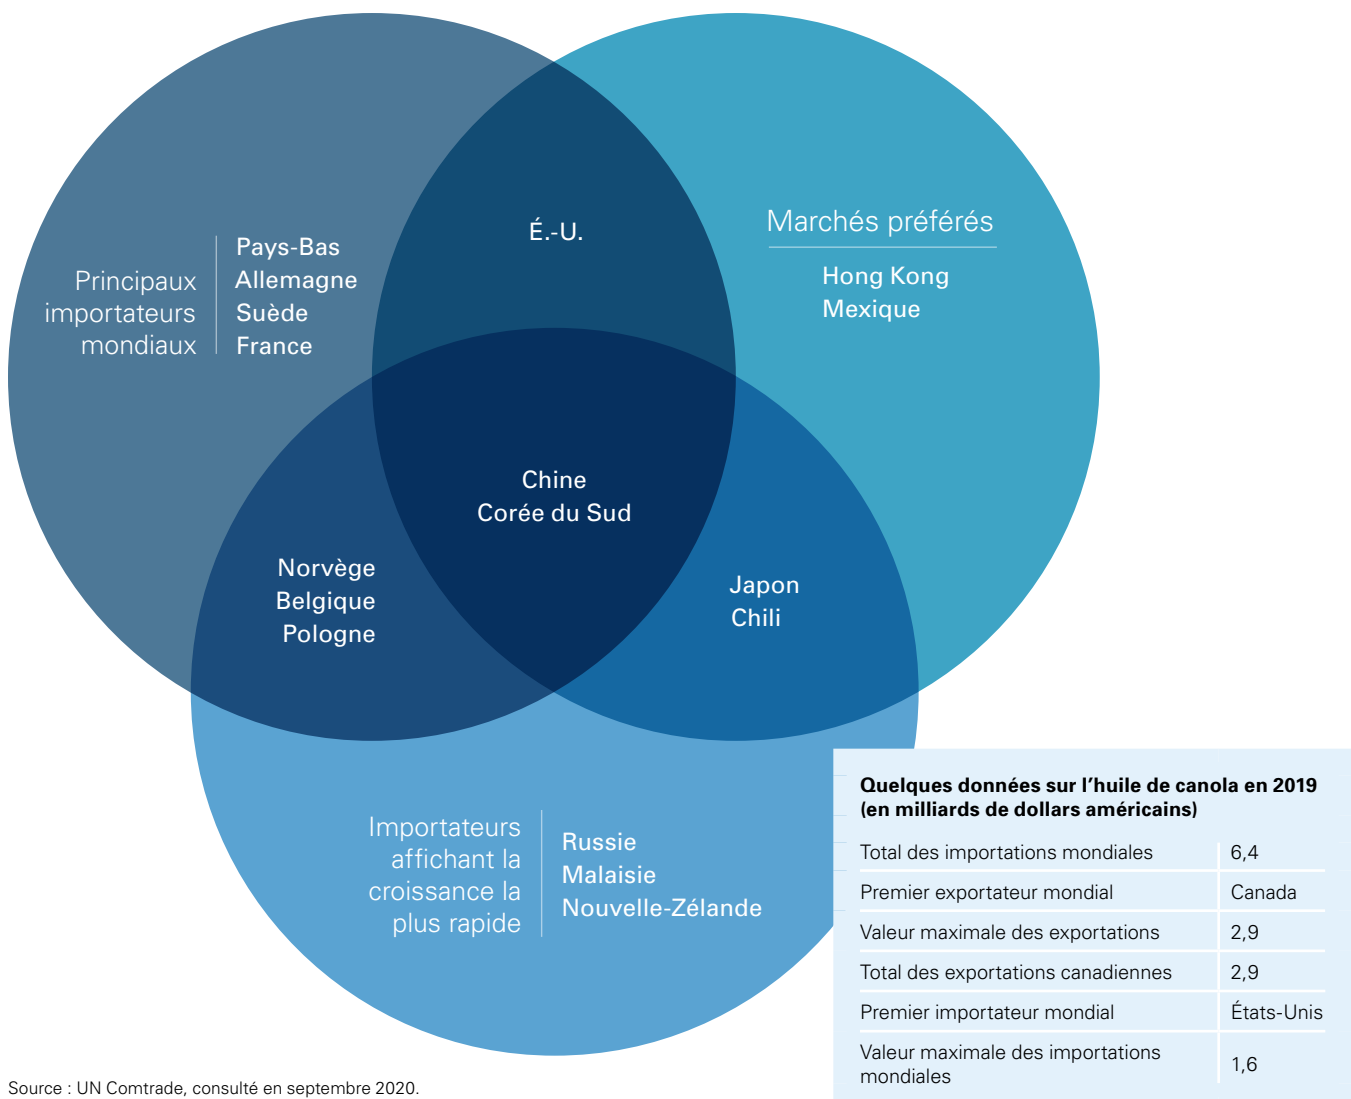 É.-U.
Marchés préférés
Hong Kong
Mexique
Principaux
importateurs
mondiaux
Pays-Bas
Allemagne
Suède
France
Chine
Corée du Sud
Norvège
Belgique
Pologne
Japon
Chili
Importateurs
affichant la
croissance la
plus rapide
Russie
Malaisie
Nouvelle-Zélande
Quelques données sur l’huile de canola en 2019
(en milliards de dollars américains)
Total des importations mondiales 6,4
Premier exportateur mondial Canada
Valeur maximale des exportations 2,9
Total des exportations canadiennes 2,9
Premier importateur mondial États-Unis
Valeur maximale des importations
mondiales 1,6
Source : UN Comtrade, consulté en septembre 2020.